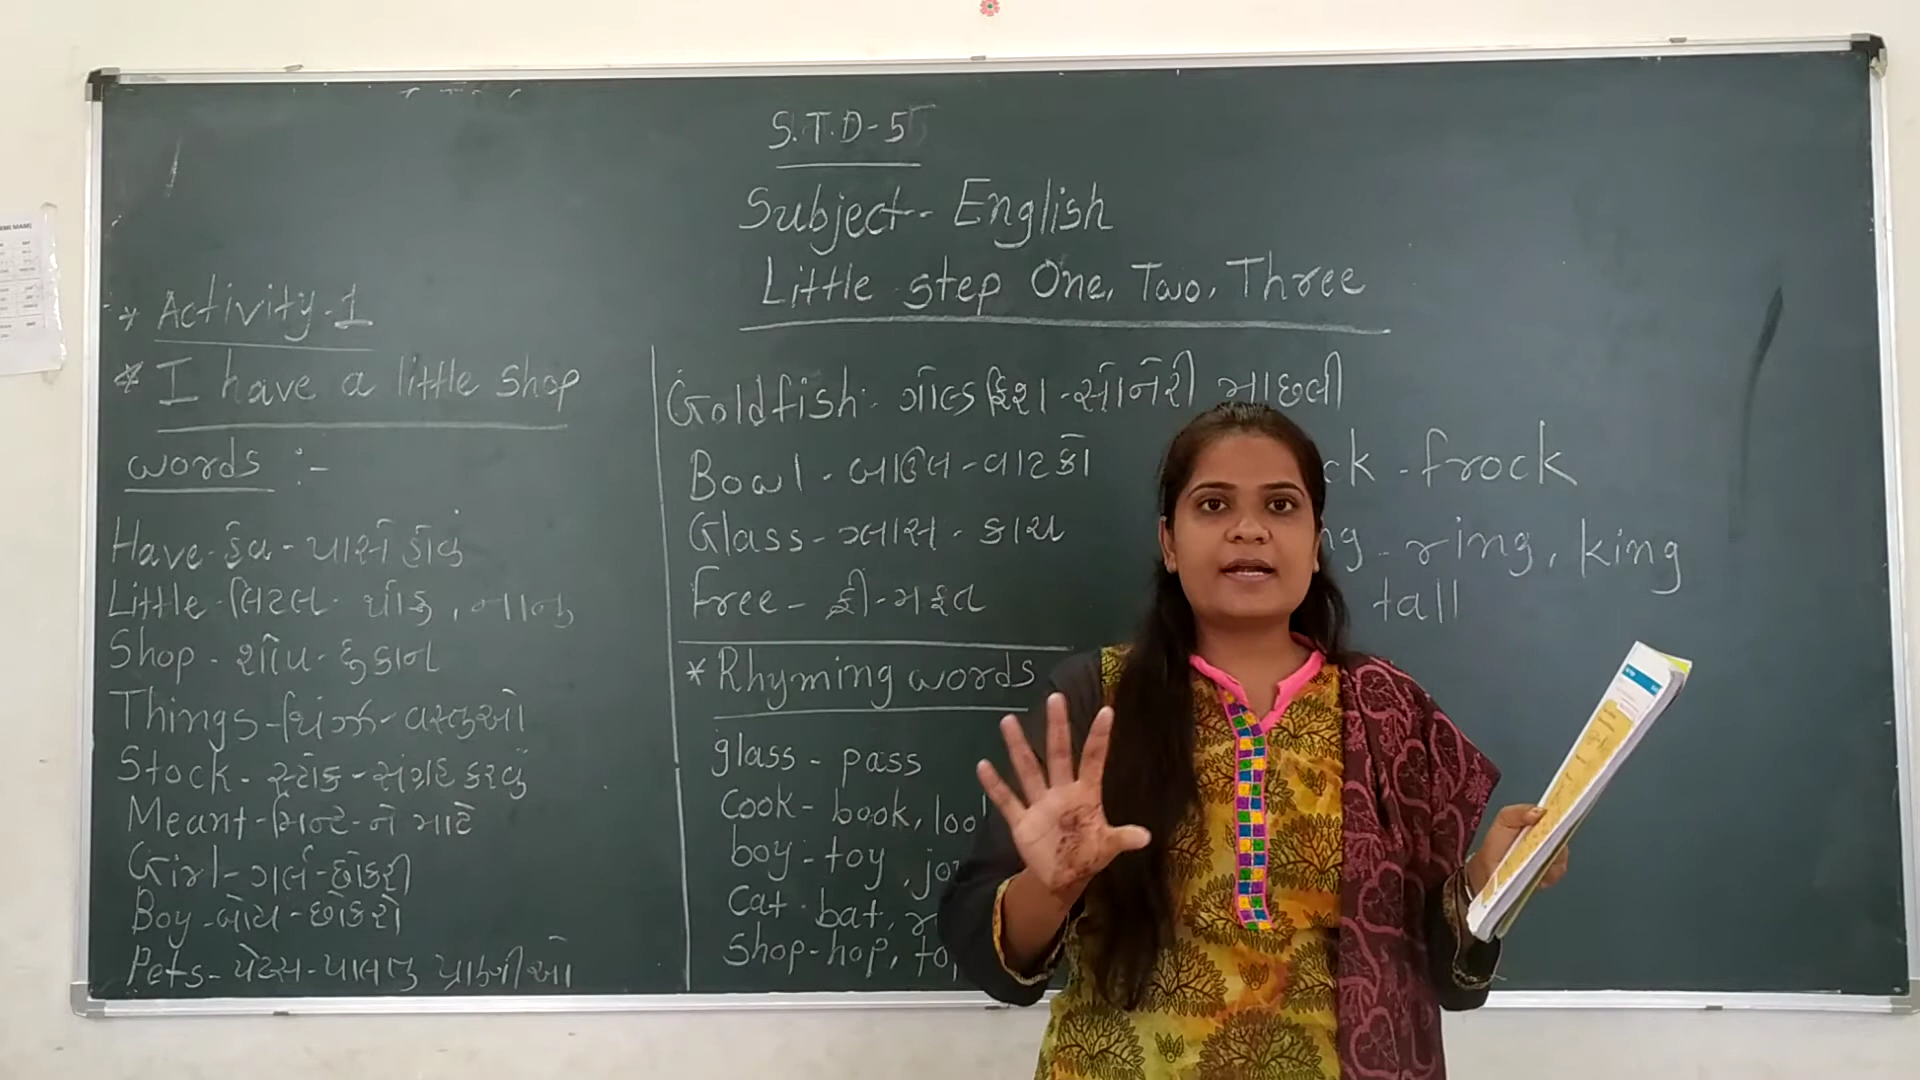 S.T.D-5
Subject- English
Little step One, Two, Three
* Activity-1
* I have a little shop
words :-
Have-હેવ-પાસે હોવું
Little-લિટલ-થોડુ, નાનુ
Shop-શોપ-દુકાન
Things-થિંગ્ઝ-વસ્તુઓ
Stock-સ્ટોક-સંગ્રહ કરવું
Meant-મિન્ટ-ને માટે
Girl-ગર્લ-છોકરી
Boy-બોય-છોકરો
Pets-પેટ્સ-પાલતુ પ્રાણીઓ
Goldfish-ગોલ્ડફિશ-સોનેરી માછલી
Bowl-બાઉલ-વાટકો
Glass-ગ્લાસ-કાચ
Free-ફ્રી-મફત
* Rhyming words
glass-pass
Cook-book,
boy-toy,
Cat-bat,
Shop-hop,
-frock
-ring, king
tall